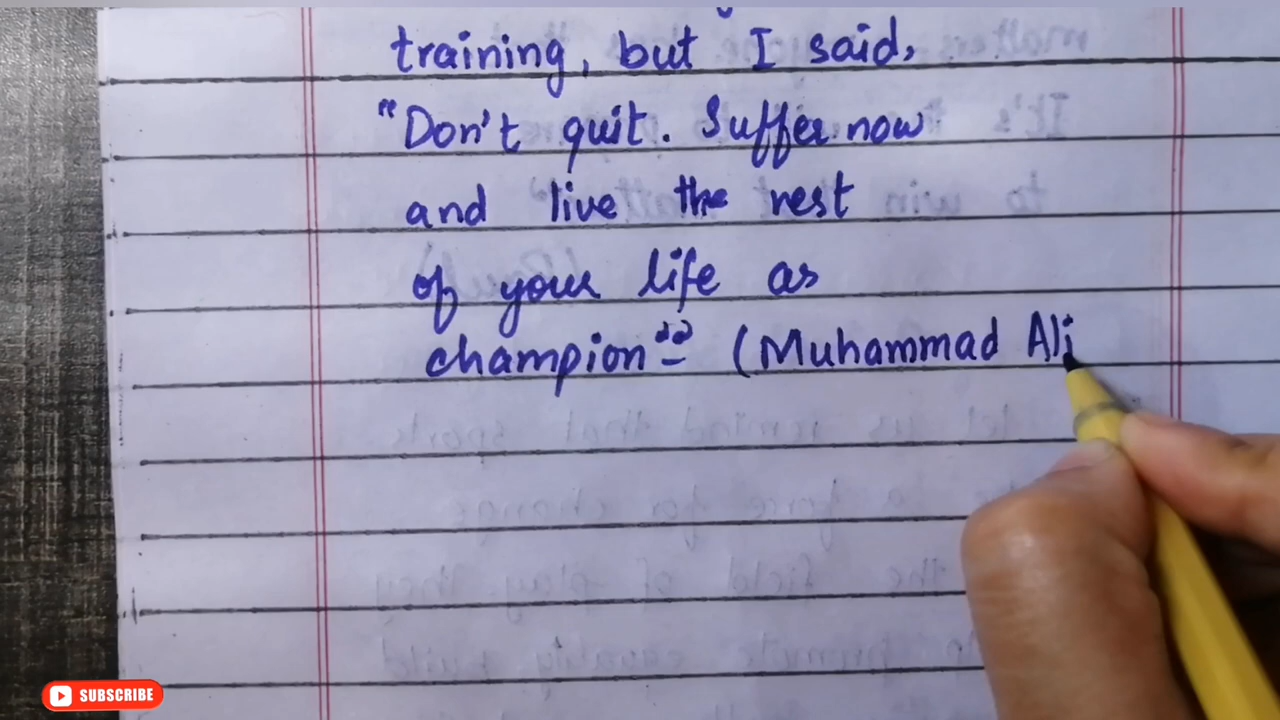 training, but I said,
"Don't quit. Suffer now
and live the rest
of your life as
champion" (Muhammad Ali
SUBSCRIBE